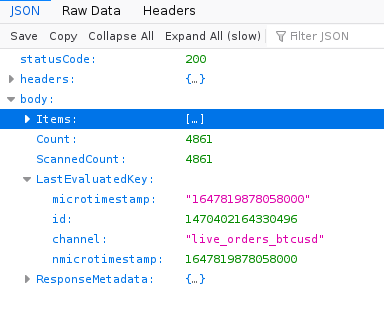 JSON Raw Data Headers
Save Copy Collapse All Expand All (slow) Filter JSON
statusCode: 200
headers: {…}
body:
Items: […]
Count: 4861
ScannedCount: 4861
LastEvaluatedKey:
microtimestamp: "1647819878058000"
id: 1470402164330496
channel: "live_orders_btcusd"
nmicrotimestamp: 1647819878058000
ResponseMetadata: {…}